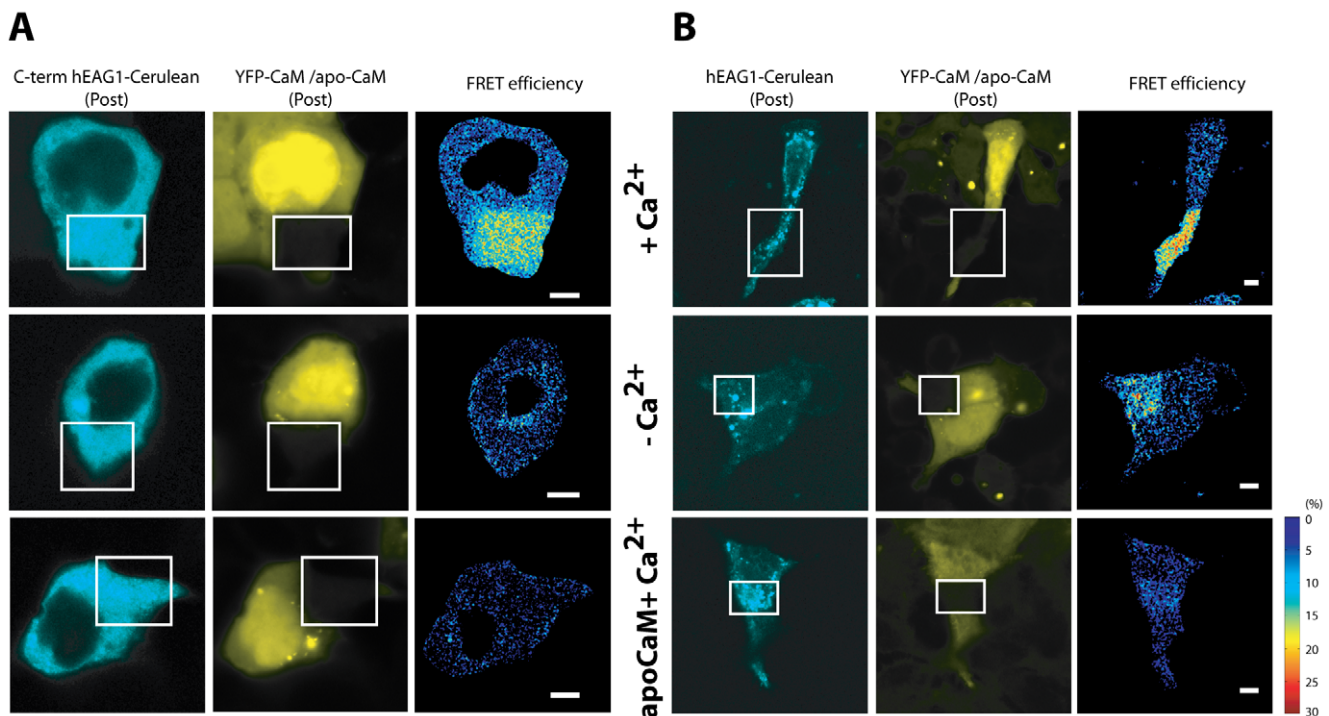 A
B
C-term hEAG1-Cerulean
(Post)
YFP-CaM /apo-CaM
(Post)
FRET efficiency
hEAG1-Cerulean
(Post)
YFP-CaM /apo-CaM
(Post)
FRET efficiency
+ Ca2+
- Ca2+
apoCaM+ Ca2+
(%)
0
5
10
15
20
25
30